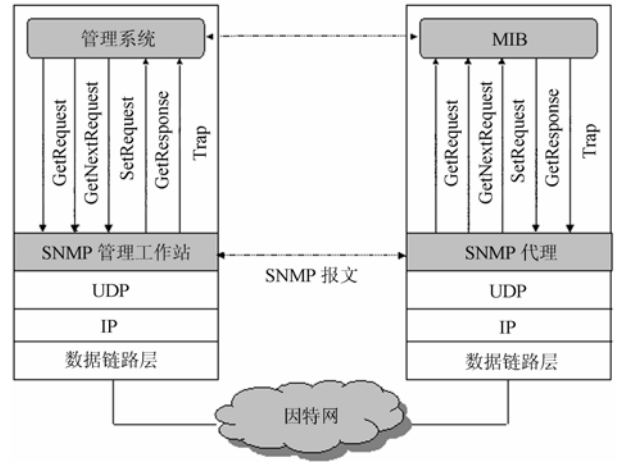 管理系统
MIB
GetRequest
GetNextRequest
SetRequest
GetResponse
Trap
GetRequest
GetNextRequest
SetRequest
GetResponse
Trap
SNMP 管理工作站
SNMP 报文
SNMP 代理
UDP
UDP
IP
IP
数据链路层
数据链路层
因特网